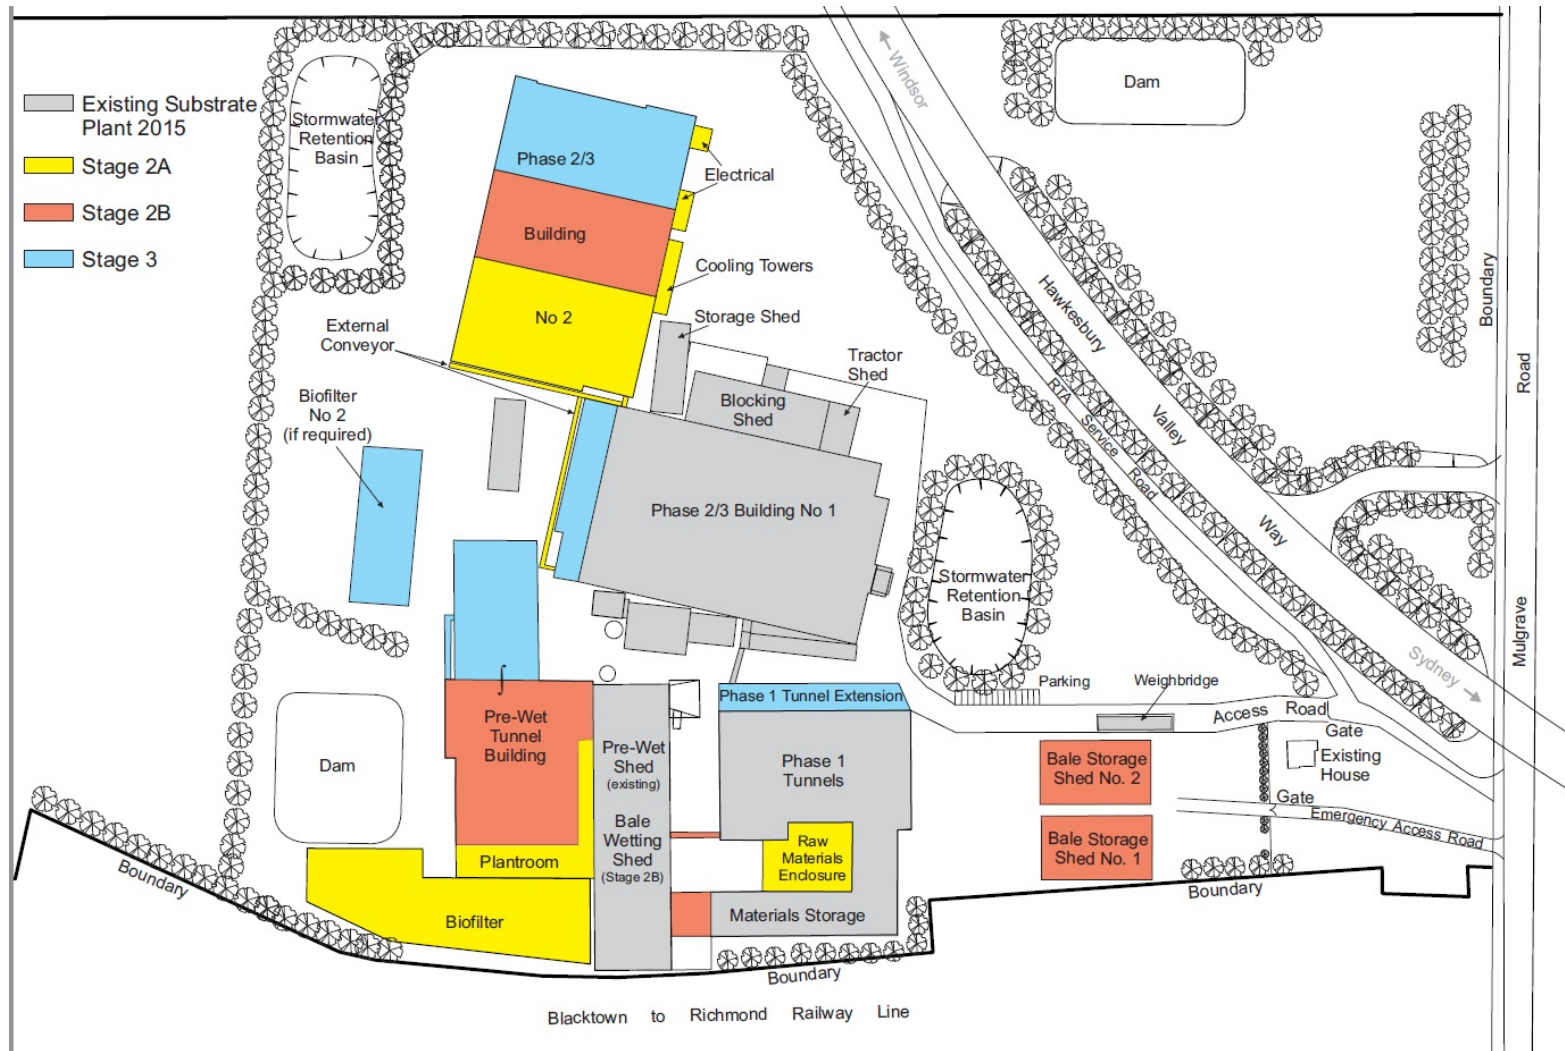 Existing Substrate
Plant 2015
Stage 2A
Stage 2B
Stage 3
Stormwater
Retention
Basin
Phase 2/3
Building
No 2
Electrical
Cooling Towers
Storage Shed
External
Conveyor
Tractor
Shed
Blocking
Shed
Biofilter
No 2
(if required)
Phase 2/3 Building No 1
Windsor
Dam
Hawkesbury
Valley
Way
RTA
Service
Road
Boundary
Road
Mulgrave
Sydney
Stormwater
Retention
Basin
Parking
Weighbridge
Access Road
Gate
Existing
House
Gate
Emergency Access Road
Phase 1 Tunnel Extension
Pre-Wet
Tunnel
Building
Pre-Wet
Shed
(existing)
Bale
Wetting
Shed
(Stage 2B)
Phase 1
Tunnels
Bale Storage
Shed No. 2
Bale Storage
Shed No. 1
Dam
Plantroom
Raw
Materials
Enclosure
Biofilter
Materials Storage
Boundary
Boundary
Boundary
Blacktown to Richmond Railway Line